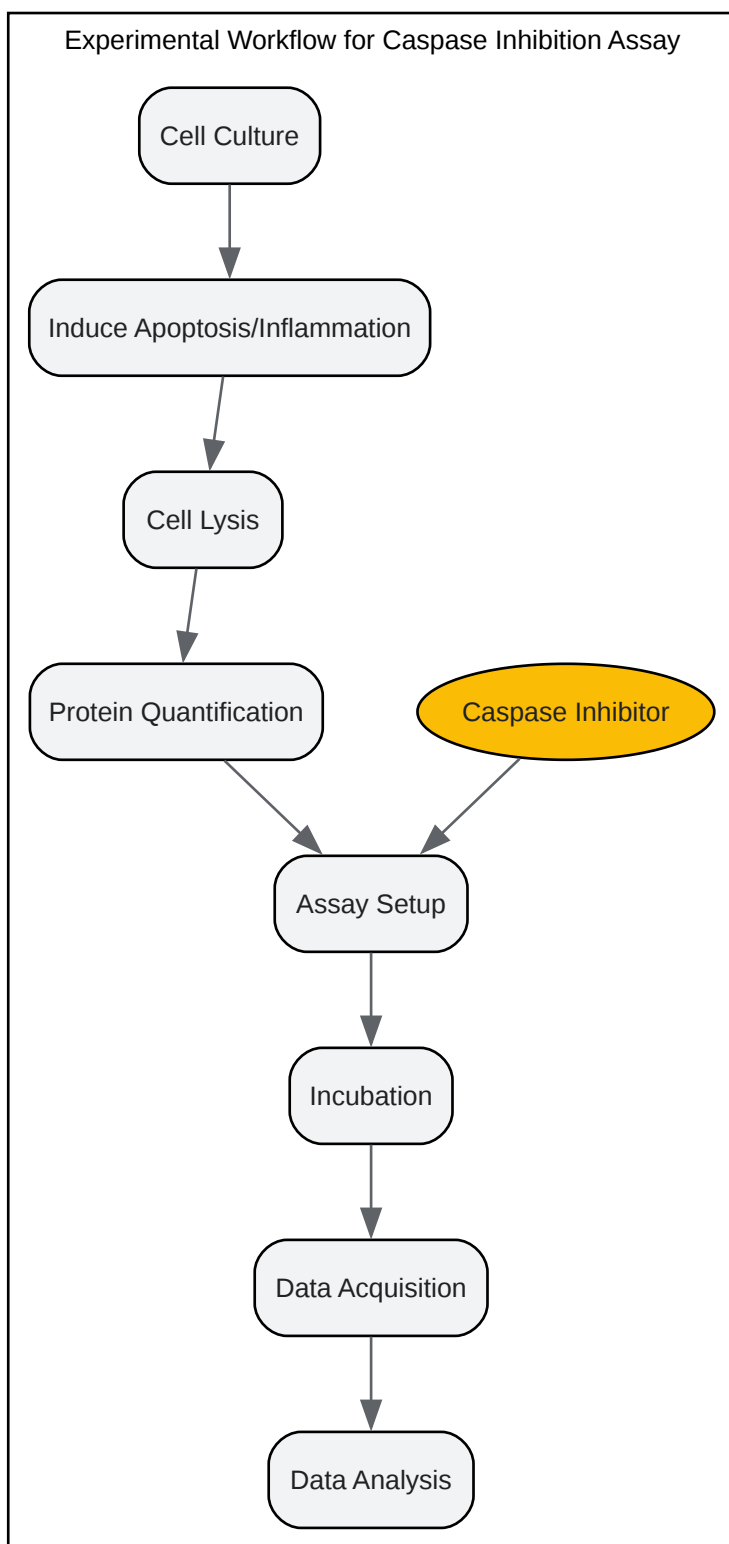 Experimental Workflow for Caspase Inhibition Assay
Cell Culture
Induce Apoptosis/Inflammation
Cell Lysis
Protein Quantification
Caspase Inhibitor
Assay Setup
Incubation
Data Acquisition
Data Analysis